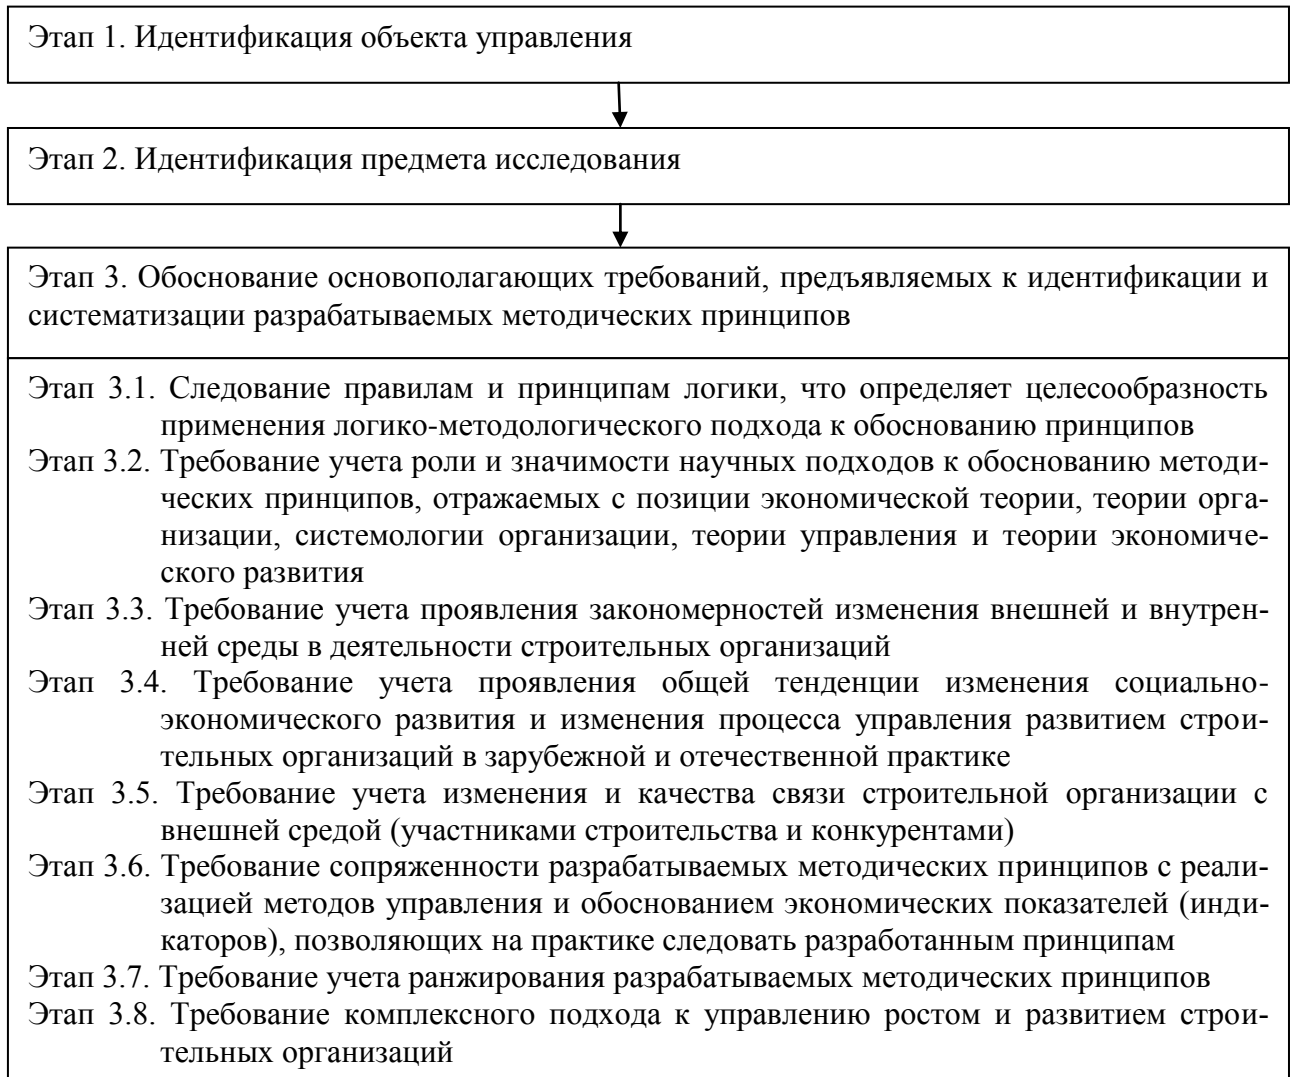 Этап 1. Идентификация объекта управления
Этап 2. Идентификация предмета исследования
Этап 3. Обоснование основополагающих требований, предъявляемых к идентификации и
систематизации разрабатываемых методических принципов
Этап 3.1. Следование правилам и принципам логики, что определяет целесообразность
применения логико-методологического подхода к обоснованию принципов
Этап 3.2. Требование учета роли и значимости научных подходов к обоснованию методи-
ческих принципов, отражаемых с позиции экономической теории, теории орга-
низации, системологии организации, теории управления и теории экономиче-
ского развития
Этап 3.3. Требование учета проявления закономерностей изменения внешней и внутрен-
ней среды в деятельности строительных организаций
Этап 3.4. Требование учета проявления общей тенденции изменения социально-
экономического развития и изменения процесса управления развитием строи-
тельных организаций в зарубежной и отечественной практике
Этап 3.5. Требование учета изменения и качества связи строительной организации с
внешней средой (участниками строительства и конкурентами)
Этап 3.6. Требование сопряженности разрабатываемых методических принципов с реали-
зацией методов управления и обоснованием экономических показателей (инди-
каторов), позволяющих на практике следовать разработанным принципам
Этап 3.7. Требование учета ранжирования разрабатываемых методических принципов
Этап 3.8. Требование комплексного подхода к управлению ростом и развитием строи-
тельных организаций